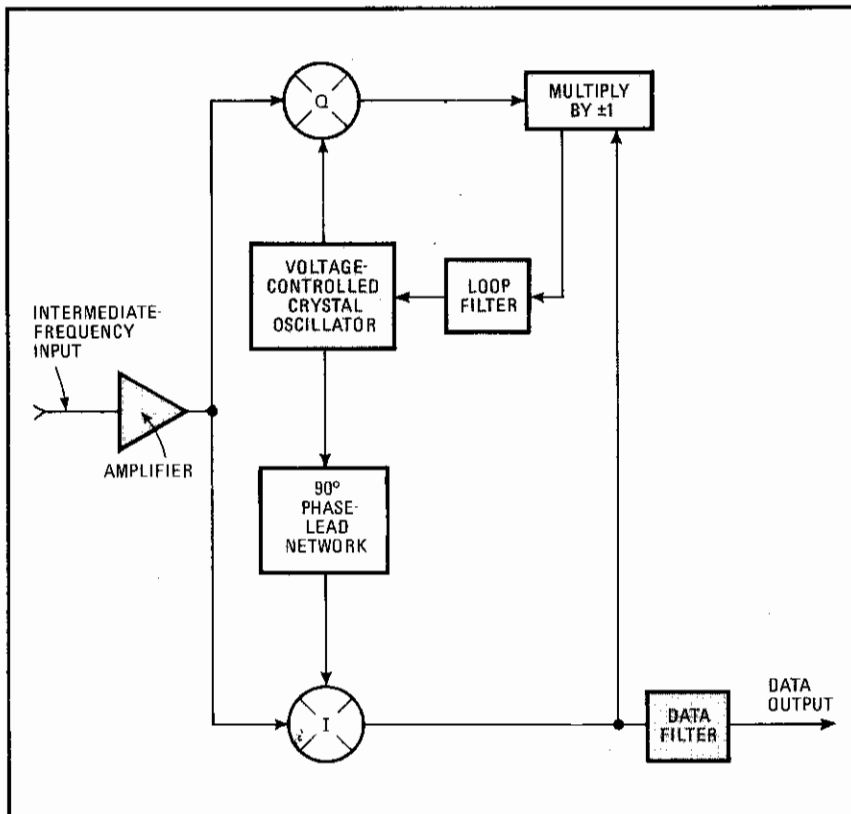 Q
MULTIPLY
BY ±1
VOLTAGE-
CONTROLLED
CRYSTAL
OSCILLATOR
LOOP
FILTER
INTERMEDIATE-
FREQUENCY
INPUT
AMPLIFIER
90°
PHASE-
LEAD
NETWORK
I
DATA
FILTER
DATA
OUTPUT